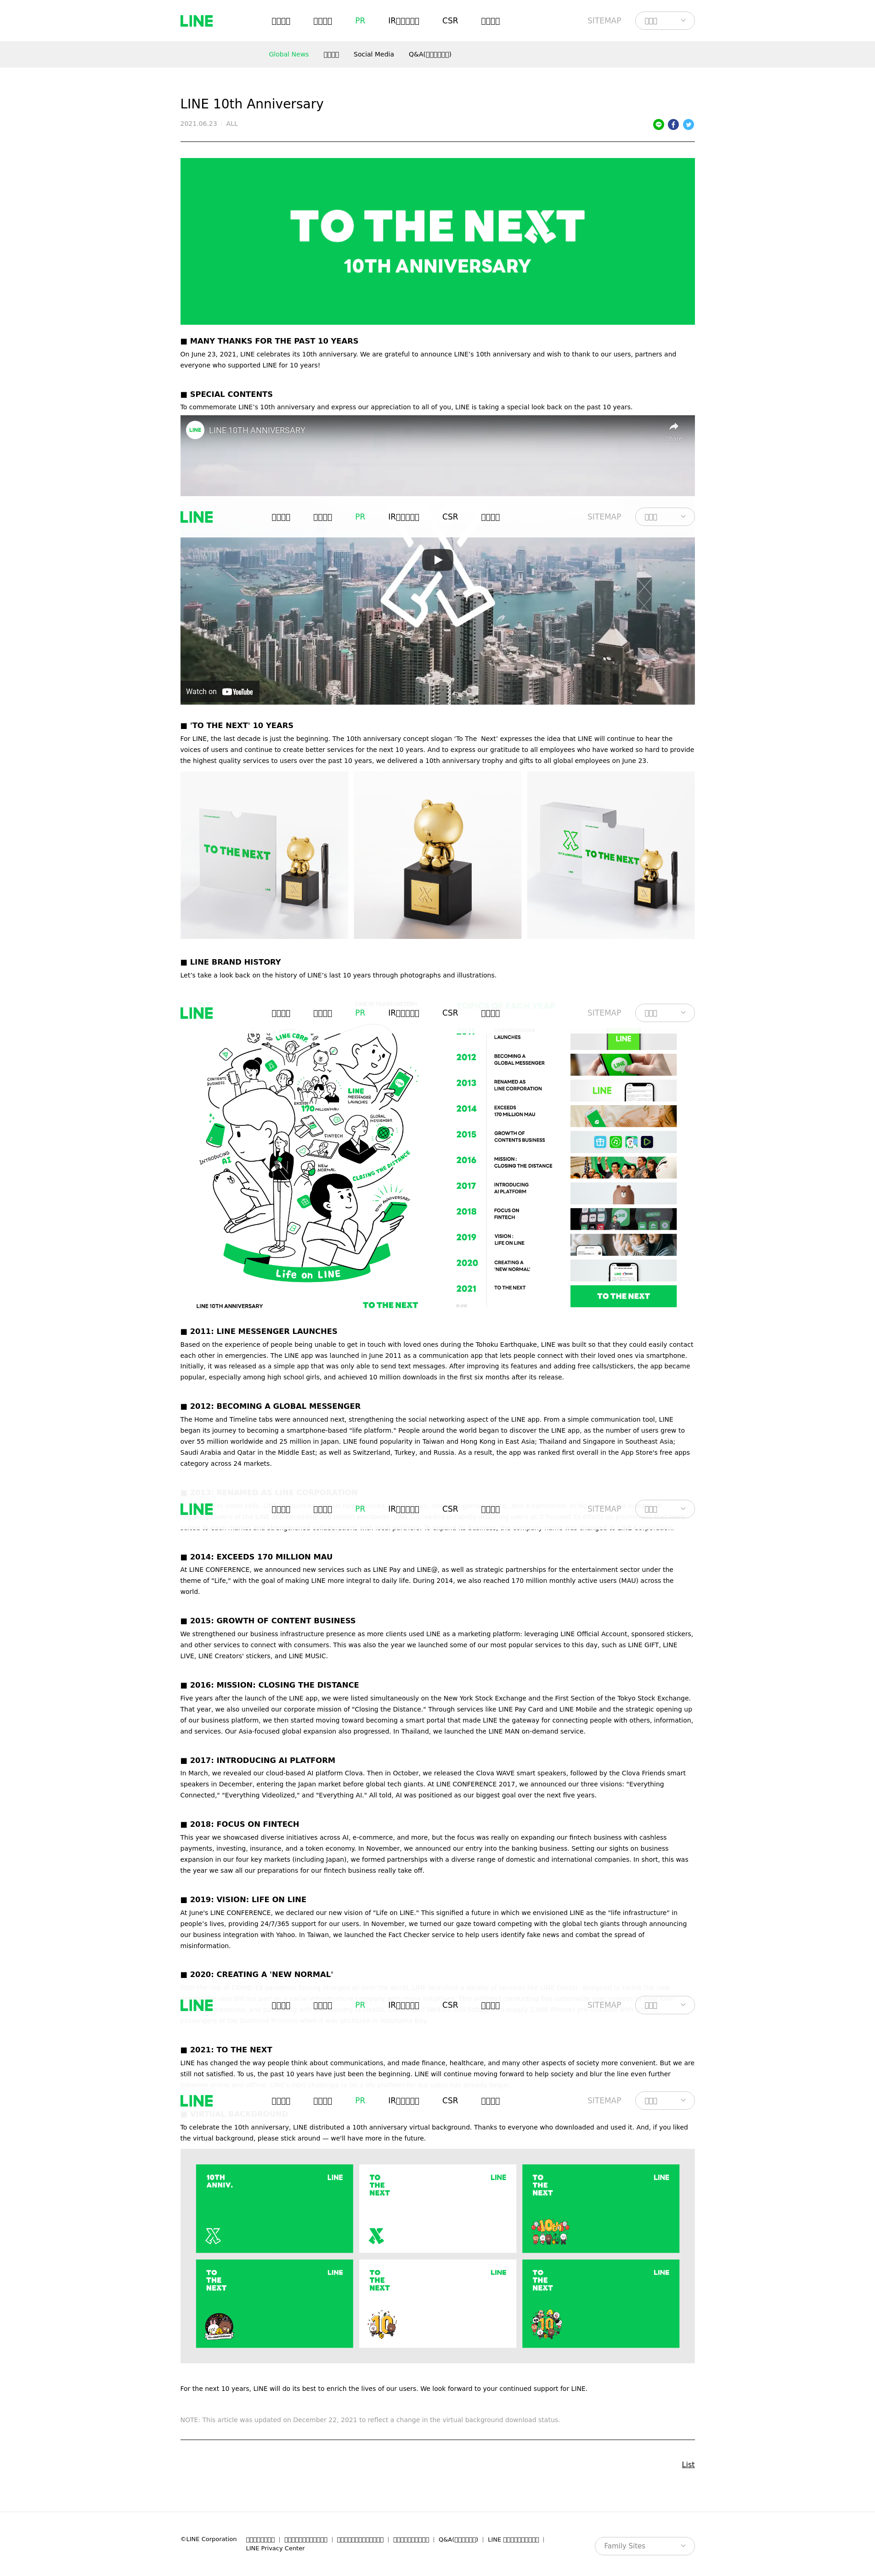 LINE
PR
CSR
SITEMAP
Global News
Social Media
LINE 10th Anniversary
2021.06.23
ALL
TO THE NEXT
10TH ANNIVERSARY
■ MANY THANKS FOR THE PAST 10 YEARS
On June 23, 2021, LINE celebrates its 10th anniversary. We are grateful to announce LINE’s 10th anniversary and wish to thank to our users, partners and
everyone who supported LINE for 10 years!
■ SPECIAL CONTENTS
To commemorate LINE’s 10th anniversary and express our appreciation to all of you, LINE is taking a special look back on the past 10 years.
LINE
LINE 10TH ANNIVERSARY
LINE
PR
CSR
SITEMAP
Watch on YouTube
■ 'TO THE NEXT' 10 YEARS
For LINE, the last decade is just the beginning. The 10th anniversary concept slogan ‘To The Next’ expresses the idea that LINE will continue to hear the
voices of users and continue to create better services for the next 10 years. And to express our gratitude to all employees who have worked so hard to provide
the highest quality services to users over the past 10 years, we delivered a 10th anniversary trophy and gifts to all global employees on June 23.
TO THE NEXT
TO THE NEXT
■ LINE BRAND HISTORY
Let’s take a look back on the history of LINE’s last 10 years through photographs and illustrations.
LINE
PR
CSR
SITEMAP
LINE CORP.
CONTENTS BUSINESS
LINE MESSENGER LAUNCHES
170 MILLION MAU
GLOBAL MESSENGER
FINTECH
INTRODUCING AI
NEW NORMAL
CLOSING THE DISTANCE
10TH ANNIVERSARY
Life on LINE
LINE 10TH ANNIVERSARY
TO THE NEXT
LAUNCHES
LINE
2012 BECOMING A
GLOBAL MESSENGER
2013 RENAMED AS
LINE CORPORATION
LINE
2014 EXCEEDS
170 MILLION MAU
2015 GROWTH OF
CONTENTS BUSINESS
2016 MISSION :
CLOSING THE DISTANCE
2017 INTRODUCING
AI PLATFORM
2018 FOCUS ON
FINTECH
2019 VISION :
LIFE ON LINE
2020 CREATING A
'NEW NORMAL'
2021 TO THE NEXT
TO THE NEXT
■ 2011: LINE MESSENGER LAUNCHES
Based on the experience of people being unable to get in touch with loved ones during the Tohoku Earthquake, LINE was built so that they could easily contact
each other in emergencies. The LINE app was launched in June 2011 as a communication app that lets people connect with their loved ones via smartphone.
Initially, it was released as a simple app that was only able to send text messages. After improving its features and adding free calls/stickers, the app became
popular, especially among high school girls, and achieved 10 million downloads in the first six months after its release.
■ 2012: BECOMING A GLOBAL MESSENGER
The Home and Timeline tabs were announced next, strengthening the social networking aspect of the LINE app. From a simple communication tool, LINE
began its journey to becoming a smartphone-based "life platform." People around the world began to discover the LINE app, as the number of users grew to
over 55 million worldwide and 25 million in Japan. LINE found popularity in Taiwan and Hong Kong in East Asia; Thailand and Singapore in Southeast Asia;
Saudi Arabia and Qatar in the Middle East; as well as Switzerland, Turkey, and Russia. As a result, the app was ranked first overall in the App Store's free apps
category across 24 markets.
■ 2013: RENAMED AS LINE CORPORATION
LINE
PR
CSR
SITEMAP
■ 2014: EXCEEDS 170 MILLION MAU
At LINE CONFERENCE, we announced new services such as LINE Pay and LINE@, as well as strategic partnerships for the entertainment sector under the
theme of "Life," with the goal of making LINE more integral to daily life. During 2014, we also reached 170 million monthly active users (MAU) across the
world.
■ 2015: GROWTH OF CONTENT BUSINESS
We strengthened our business infrastructure presence as more clients used LINE as a marketing platform: leveraging LINE Official Account, sponsored stickers,
and other services to connect with consumers. This was also the year we launched some of our most popular services to this day, such as LINE GIFT, LINE
LIVE, LINE Creators' stickers, and LINE MUSIC.
■ 2016: MISSION: CLOSING THE DISTANCE
Five years after the launch of the LINE app, we were listed simultaneously on the New York Stock Exchange and the First Section of the Tokyo Stock Exchange.
That year, we also unveiled our corporate mission of "Closing the Distance." Through services like LINE Pay Card and LINE Mobile and the strategic opening up
of our business platform, we then started moving toward becoming a smart portal that made LINE the gateway for connecting people with others, information,
and services. Our Asia-focused global expansion also progressed. In Thailand, we launched the LINE MAN on-demand service.
■ 2017: INTRODUCING AI PLATFORM
In March, we revealed our cloud-based AI platform Clova. Then in October, we released the Clova WAVE smart speakers, followed by the Clova Friends smart
speakers in December, entering the Japan market before global tech giants. At LINE CONFERENCE 2017, we announced our three visions: "Everything
Connected," "Everything Videolized," and "Everything AI." All told, AI was positioned as our biggest goal over the next five years.
■ 2018: FOCUS ON FINTECH
This year we showcased diverse initiatives across AI, e-commerce, and more, but the focus was really on expanding our fintech business with cashless
payments, investing, insurance, and a token economy. In November, we announced our entry into the banking business. Setting our sights on business
expansion in our four key markets (including Japan), we formed partnerships with a diverse range of domestic and international companies. In short, this was
the year we saw all our preparations for our fintech business really take off.
■ 2019: VISION: LIFE ON LINE
At June's LINE CONFERENCE, we declared our new vision of "Life on LINE." This signified a future in which we envisioned LINE as the "life infrastructure" in
people’s lives, providing 24/7/365 support for our users. In November, we turned our gaze toward competing with the global tech giants through announcing
our business integration with Yahoo. In Taiwan, we launched the Fact Checker service to help users identify fake news and combat the spread of
misinformation.
■ 2020: CREATING A 'NEW NORMAL'
LINE
PR
CSR
SITEMAP
■ 2021: TO THE NEXT
LINE has changed the way people think about communications, and made finance, healthcare, and many other aspects of society more convenient. But we are
still not satisfied. To us, the past 10 years have just been the beginning. LINE will continue moving forward to help society and blur the line even further
LINE
PR
CSR
SITEMAP
■ VIRTUAL BACKGROUND
To celebrate the 10th anniversary, LINE distributed a 10th anniversary virtual background. Thanks to everyone who downloaded and used it. And, if you liked
the virtual background, please stick around — we'll have more in the future.
10TH ANNIV. LINE
TO THE NEXT LINE
TO THE NEXT LINE
TO THE NEXT LINE
TO THE NEXT LINE
TO THE NEXT LINE
For the next 10 years, LINE will do its best to enrich the lives of our users. We look forward to your continued support for LINE.
NOTE: This article was updated on December 22, 2021 to reflect a change in the virtual background download status.
List
©LINE Corporation
LINE Privacy Center
Family Sites